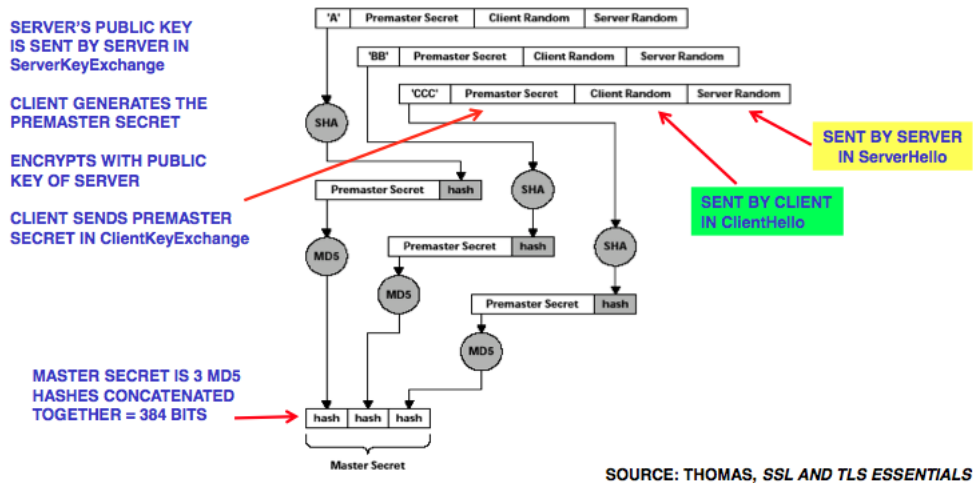 SERVER'S PUBLIC KEY
IS SENT BY SERVER IN
ServerKeyExchange
CLIENT GENERATES THE
PREMASTER SECRET
ENCRYPTS WITH PUBLIC
KEY OF SERVER
CLIENT SENDS PREMASTER
SECRET IN ClientKeyExchange
MASTER SECRET IS 3 MD5
HASHES CONCATENATED
TOGETHER = 384 BITS
'A' Premaster Secret Client Random Server Random
'BB' Premaster Secret Client Random Server Random
'CCC' Premaster Secret Client Random Server Random
SENT BY SERVER
IN ServerHello
SENT BY CLIENT
IN ClientHello
SHA
Premaster Secret hash
SHA
MD5
Premaster Secret hash
SHA
MD5
Premaster Secret hash
MD5
hash hash hash
Master Secret
SOURCE: THOMAS, SSL AND TLS ESSENTIALS